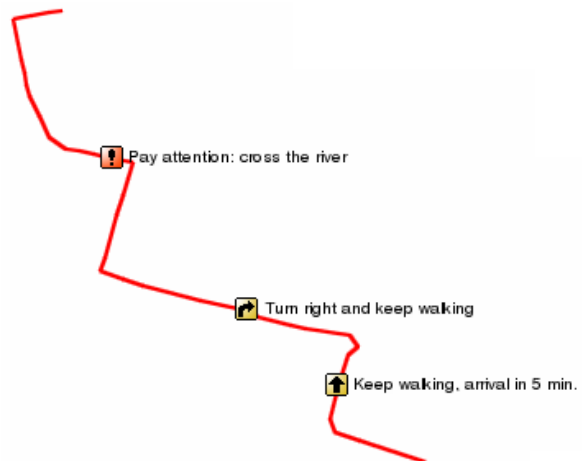 Pay attention: cross the river
Turn right and keep walking
Keep walking, arrival in 5 min.